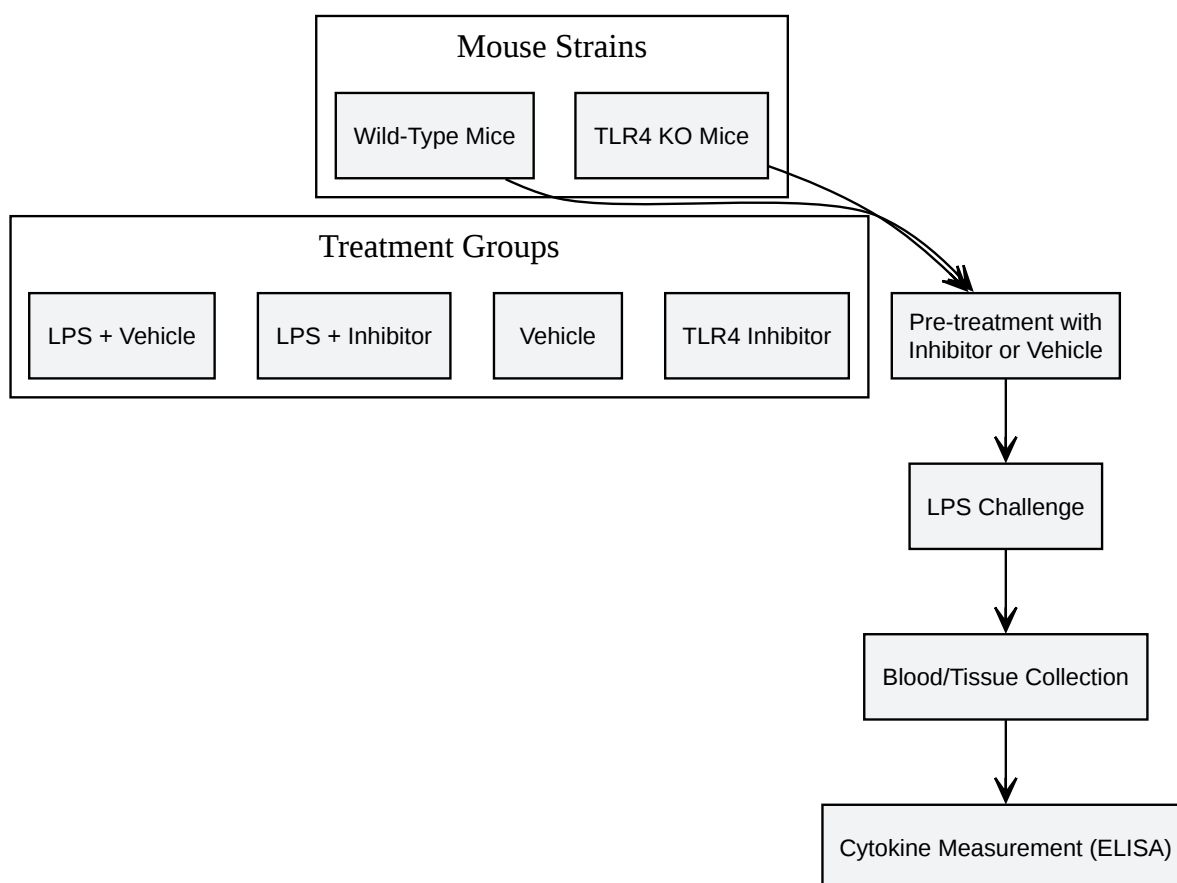 Mouse Strains
Wild-Type Mice
TLR4 KO Mice
Treatment Groups
LPS + Vehicle
LPS + Inhibitor
Vehicle
TLR4 Inhibitor
Pre-treatment with
Inhibitor or Vehicle
LPS Challenge
Blood/Tissue Collection
Cytokine Measurement (ELISA)